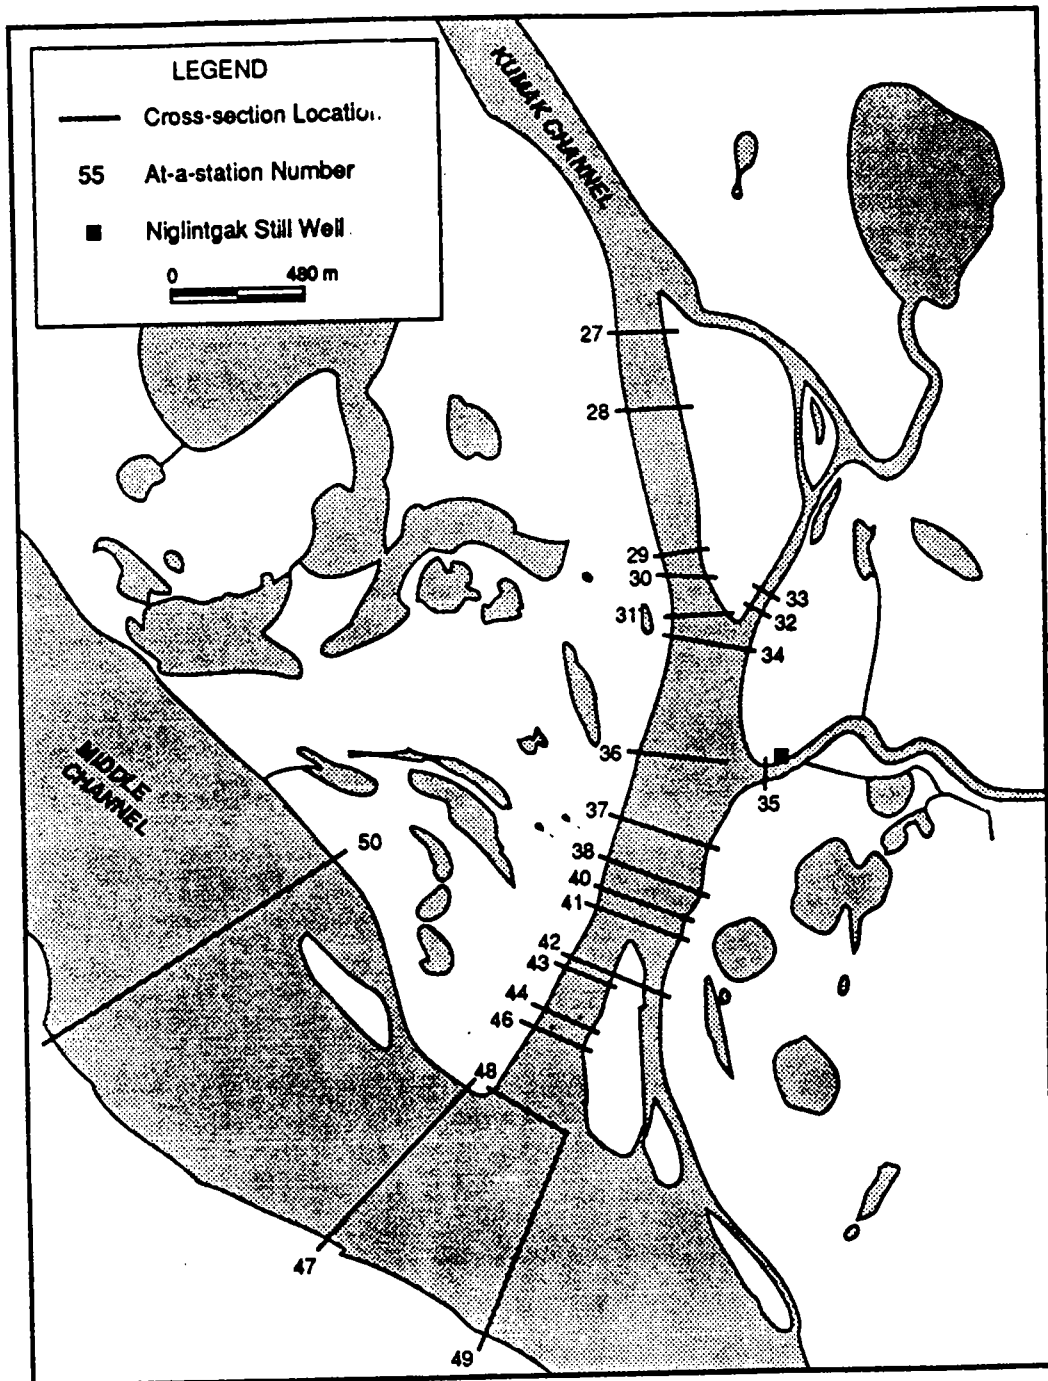 LEGEND
Cross-section Location
55 At-a-station Number
Niglintgak Still Well
0 480 m
KUMAK CHANNEL
27
28
29
30
31
33
32
34
36
35
37
38
40
41
42
43
44
46
MIDDLE
CHANNEL
50
48
47
49